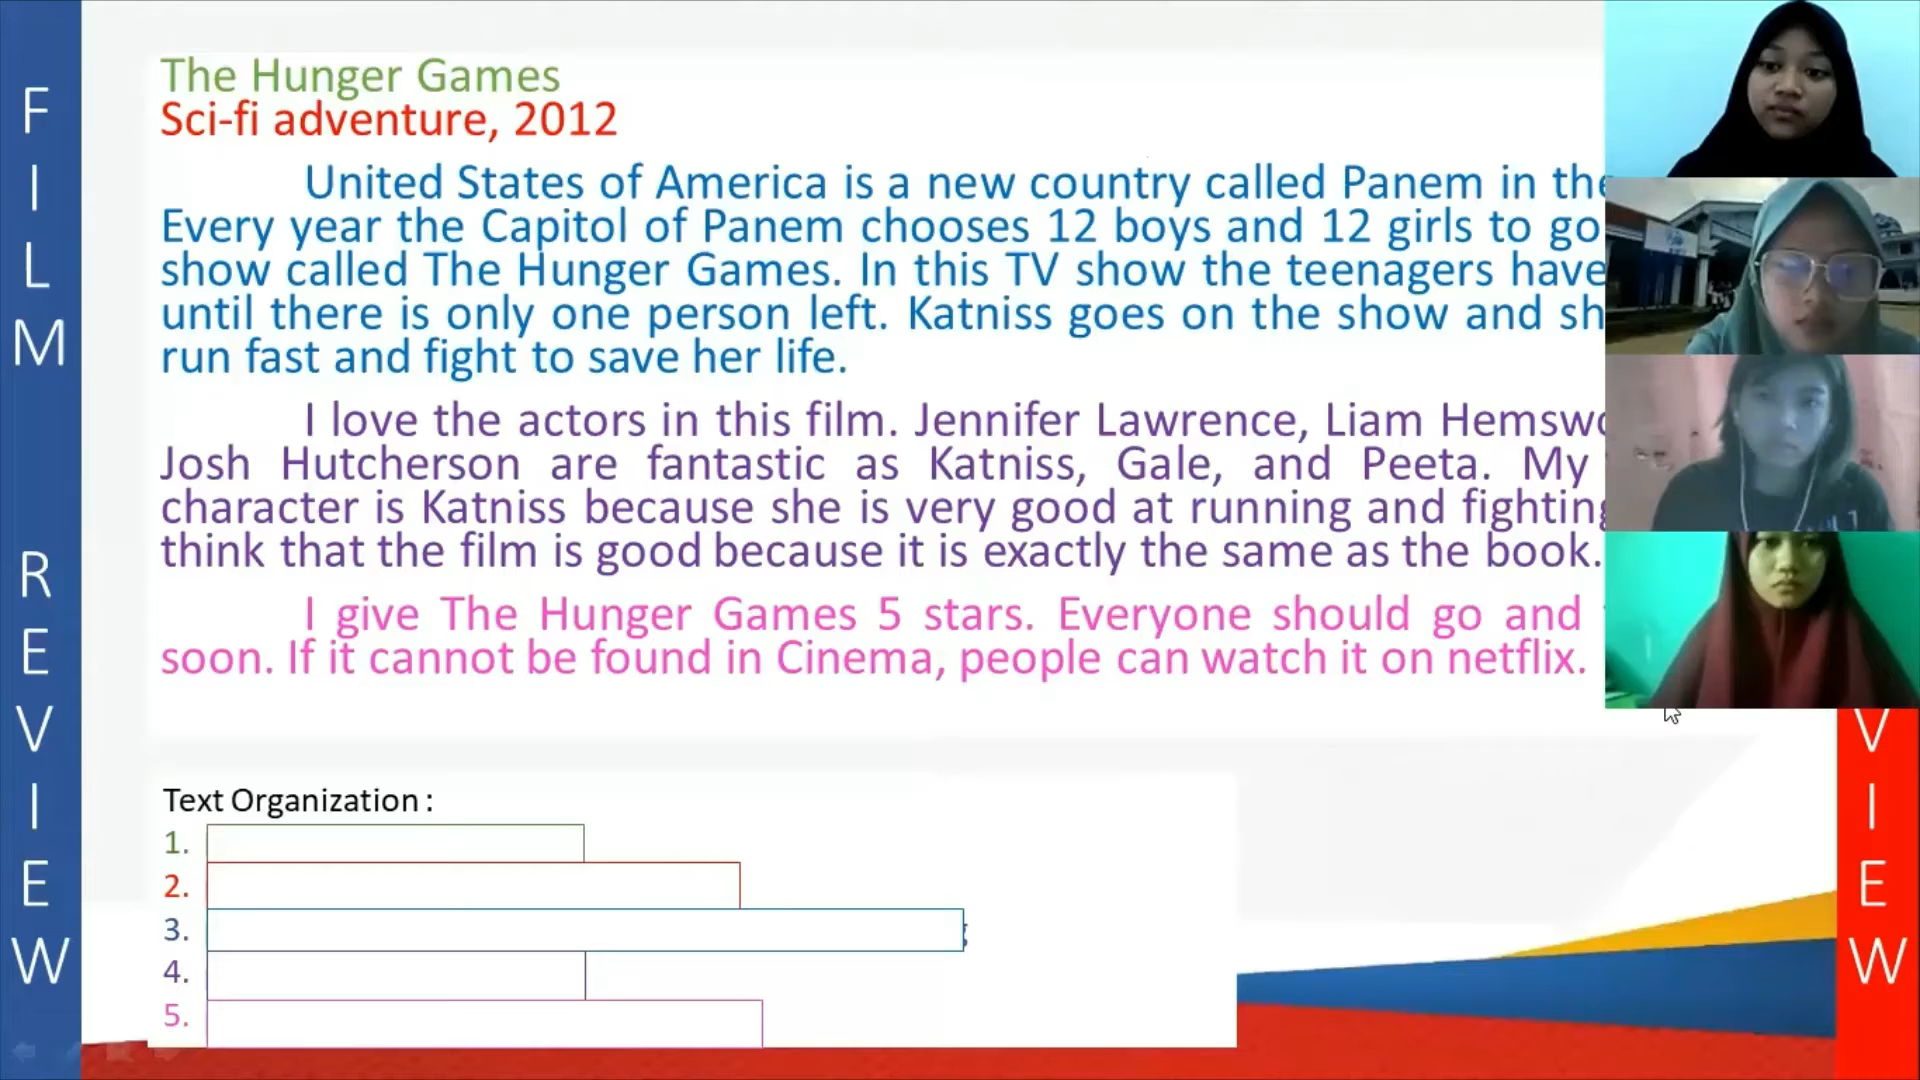 FILM REVIEW
The Hunger Games
Sci-fi adventure, 2012
United States of America is a new country called Panem in the
Every year the Capitol of Panem chooses 12 boys and 12 girls to go
show called The Hunger Games. In this TV show the teenagers have
until there is only one person left. Katniss goes on the show and
run fast and fight to save her life.
I love the actors in this film. Jennifer Lawrence, Liam
Josh Hutcherson are fantastic as Katniss, Gale, and Peeta. My
character is Katniss because she is very good at running and fighting
think that the film is good because it is exactly the same as the book.
I give The Hunger Games 5 stars. Everyone should go and
soon. If it cannot be found in Cinema, people can watch it on netflix.
Text Organization :
1.
2.
3.
4.
5.
VIEW